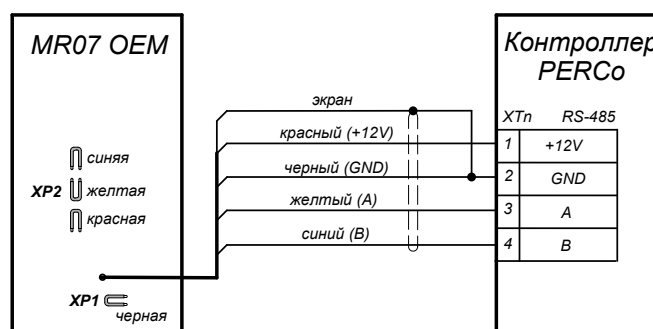 MR07 OEM
синяя
XP2 желтая
красная
XP1
черная
экран
красный (+12V)
черный (GND)
желтый (A)
синий (B)
Контроллер
PERCo
XTn RS-485
1 +12V
2 GND
3 A
4 B